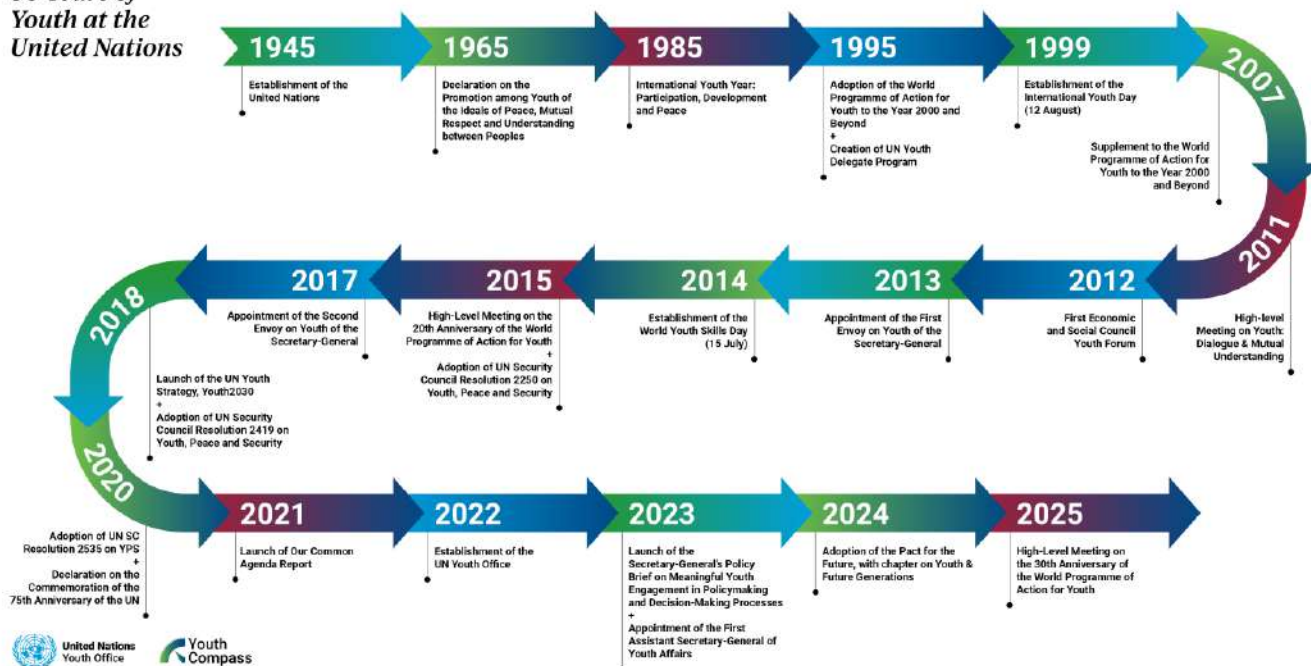 Youth at the
United Nations
1945
Establishment of the
United Nations
1965
Declaration on the
Promotion among Youth of
the Ideals of Peace, Mutual
Respect and Understanding
between Peoples
1985
International Youth Year:
Participation, Development
and Peace
1995
Adoption of the World
Programme of Action for
Youth to the Year 2000 and
Beyond
+
Creation of UN Youth
Delegate Program
1999
Establishment of the
International Youth Day
(12 August)
2007
Supplement to the World
Programme of Action for
Youth to the Year 2000
and Beyond
2011
High-level
Meeting on Youth:
Dialogue & Mutual
Understanding
2012
First Economic
and Social Council
Youth Forum
2013
Appointment of the First
Envoy on Youth of the
Secretary-General
2014
Establishment of the
World Youth Skills Day
(15 July)
2015
High-Level Meeting on the
20th Anniversary of the World
Programme of Action for Youth
+
Adoption of UN Security
Council Resolution 2250 on
Youth, Peace and Security
2017
Appointment of the Second
Envoy on Youth of the
Secretary-General
2018
Launch of the UN Youth
Strategy, Youth2030
+
Adoption of UN Security
Council Resolution 2419 on
Youth, Peace and Security
2020
Adoption of UN SC
Resolution 2535 on YPS
+
Declaration on the
Commemoration of the
75th Anniversary of the UN
2021
Launch of Our Common
Agenda Report
2022
Establishment of the
UN Youth Office
2023
Launch of the
Secretary-General's Policy
Brief on Meaningful Youth
Engagement in Policymaking
and Decision-Making Processes
+
Appointment of the First
Assistant Secretary-General of
Youth Affairs
2024
Adoption of the Pact for the
Future, with chapter on Youth &
Future Generations
2025
High-Level Meeting on
the 30th Anniversary of
the World Programme of
Action for Youth
United Nations
Youth Office
Youth
Compass